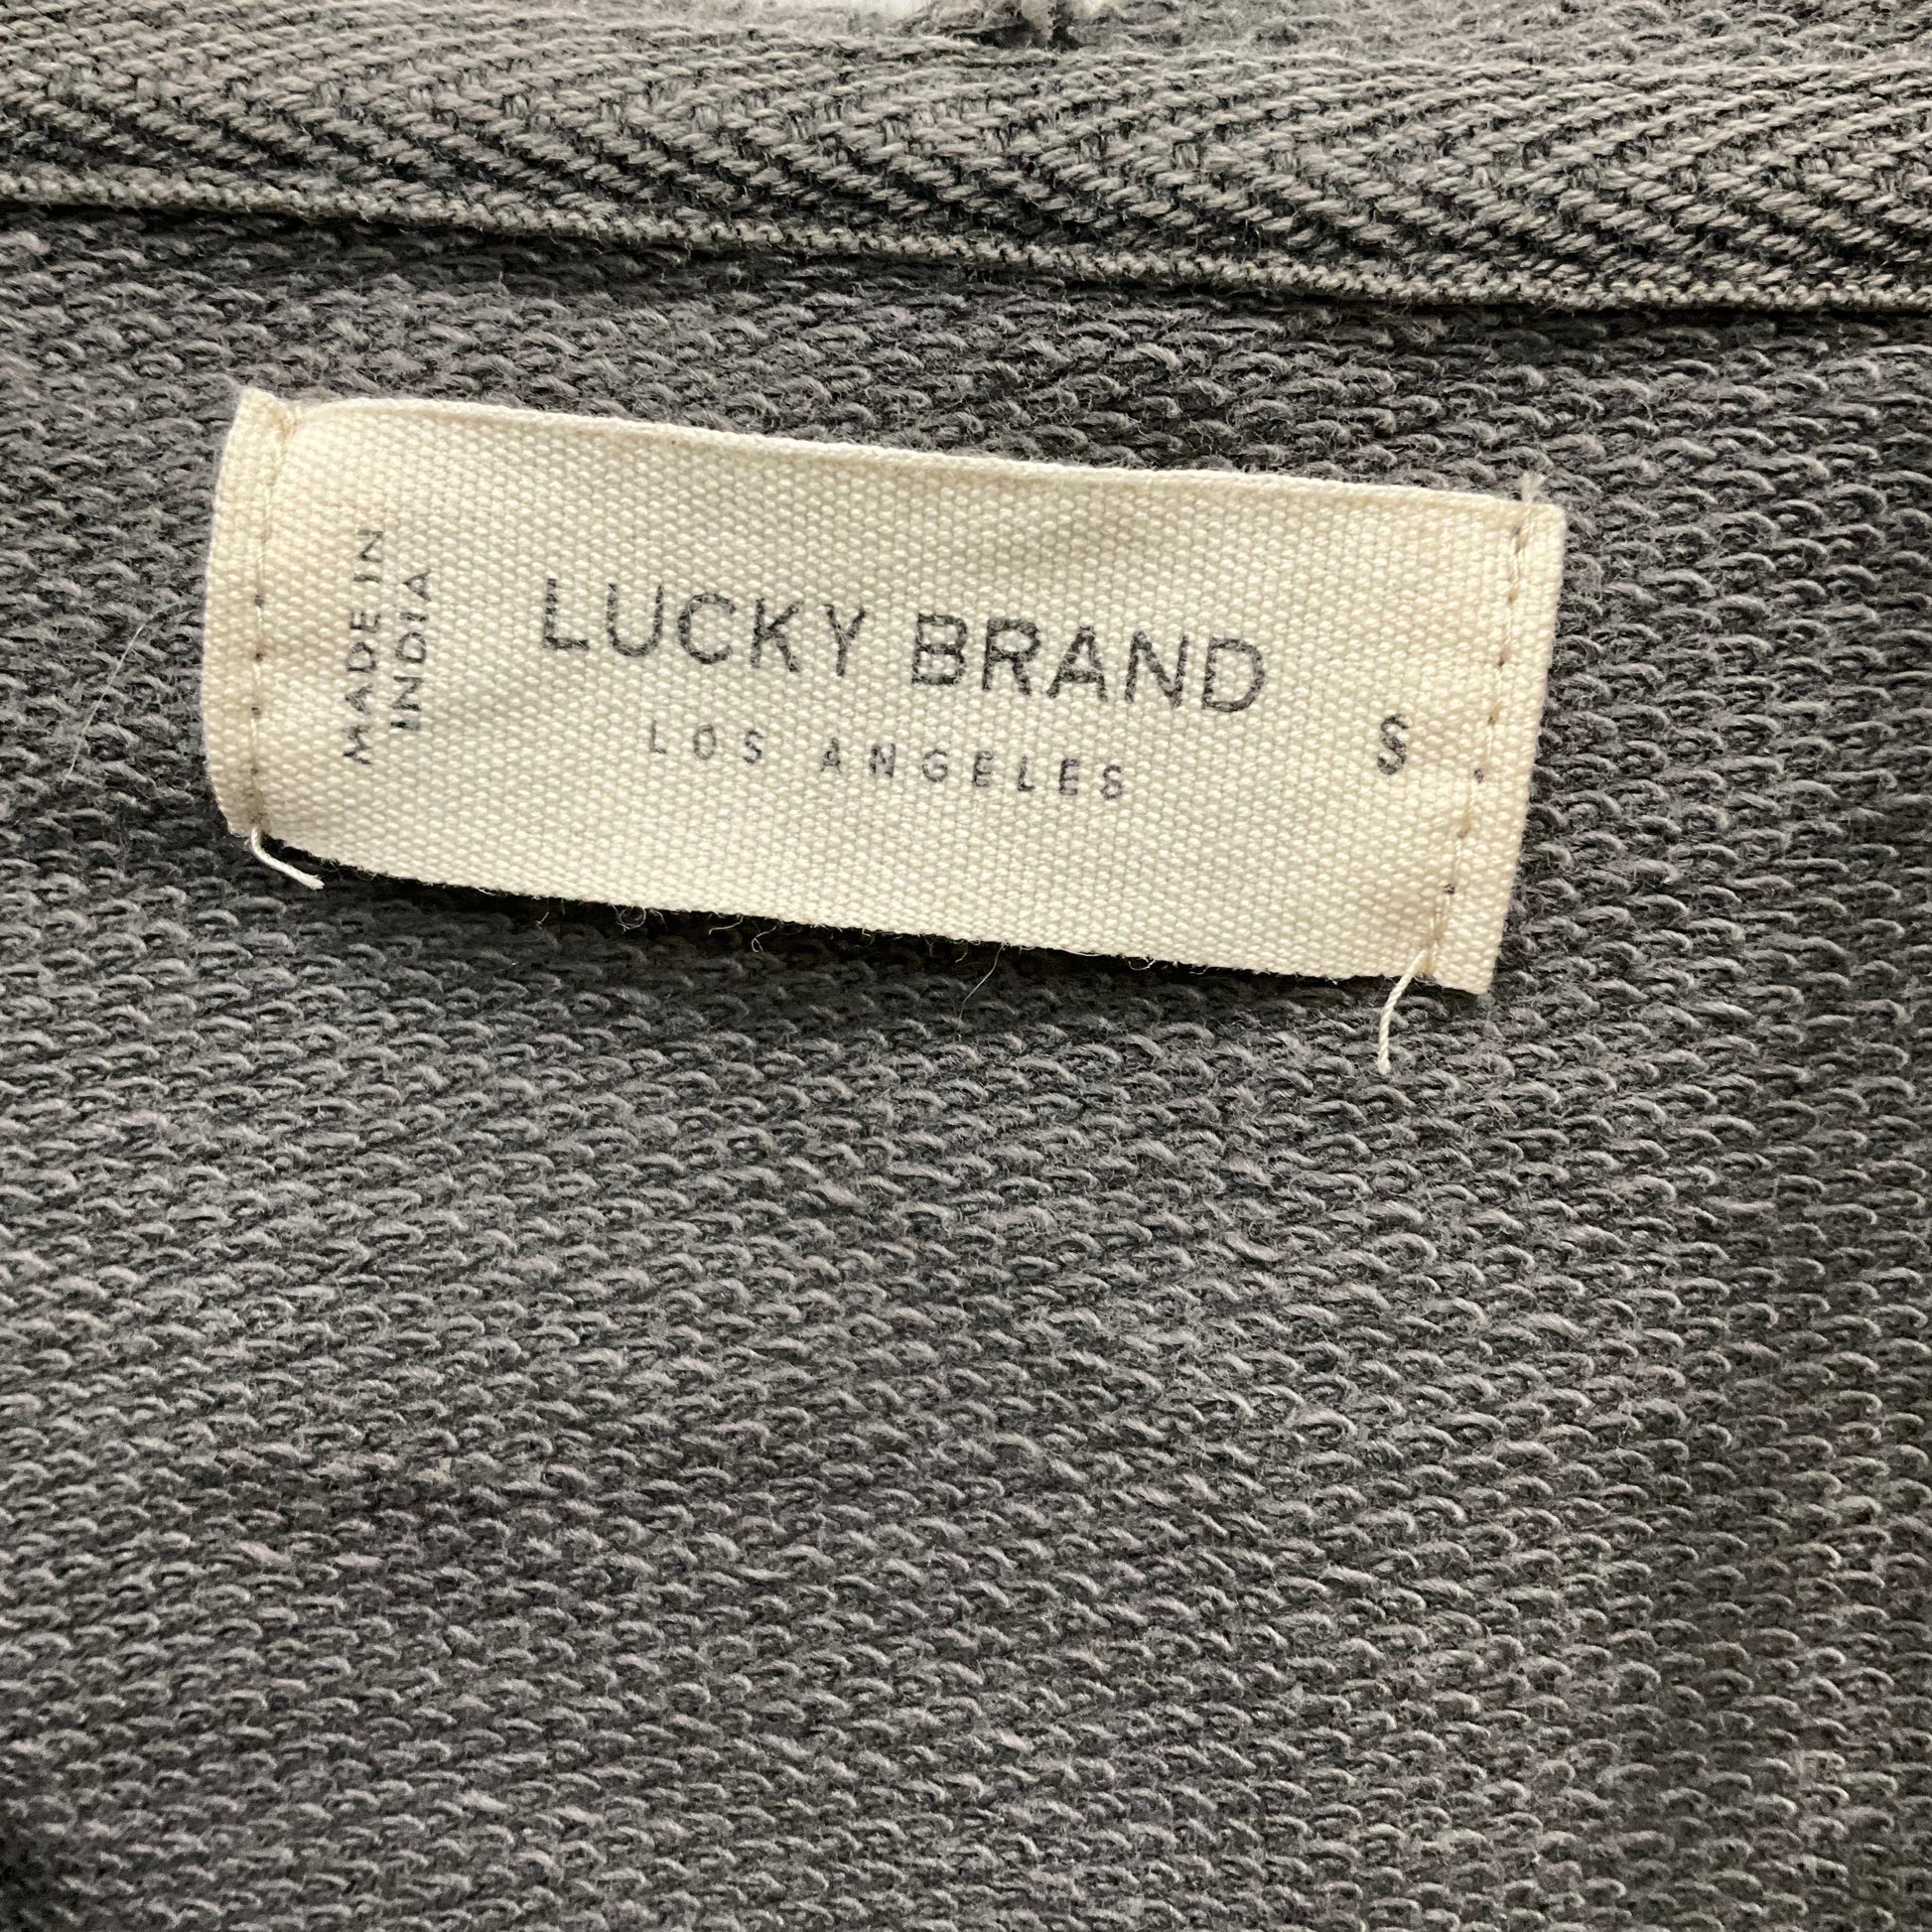 MADE IN
INDIA
LUCKY BRAND
LOS ANGELES
S